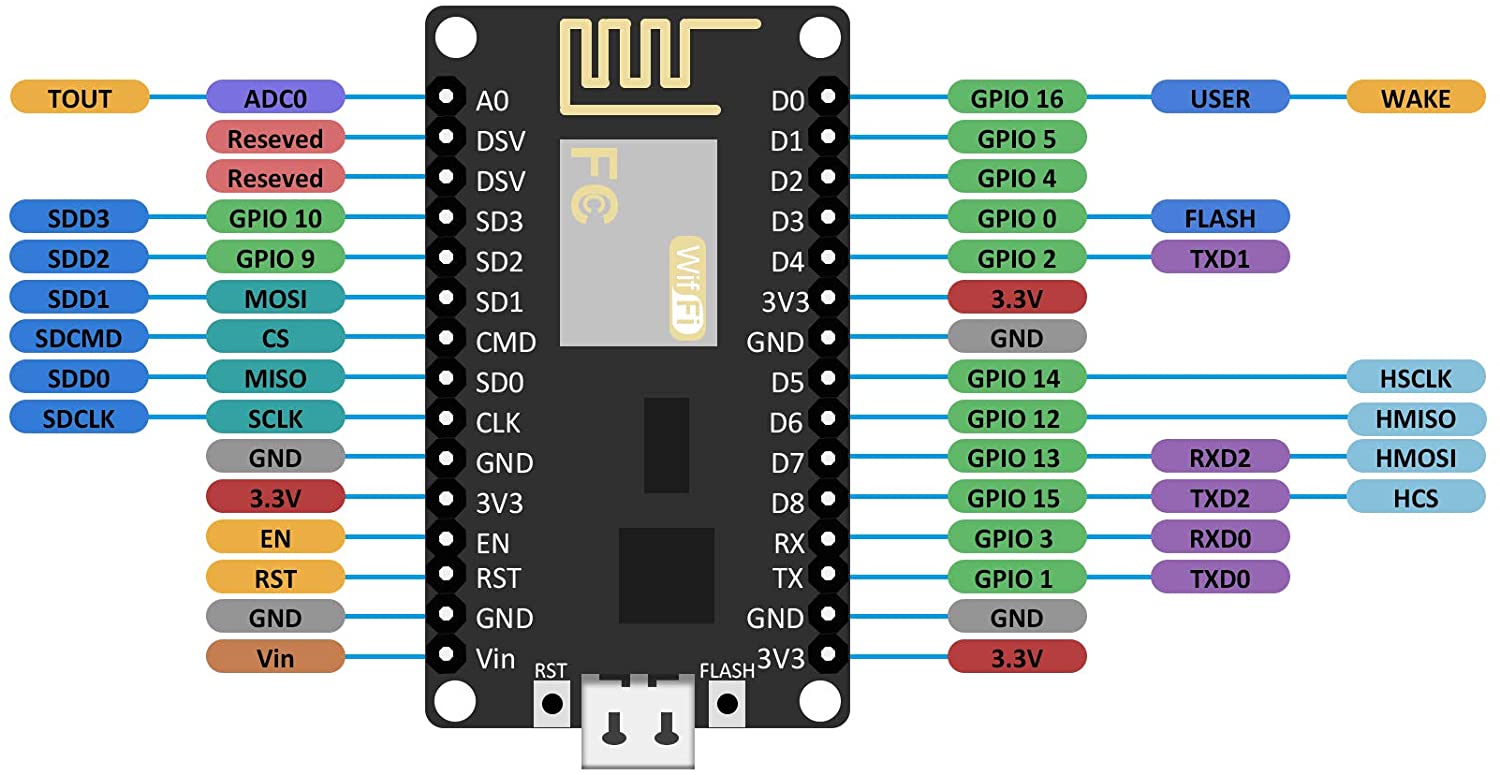 TOUT ADC0 A0 D0 GPIO 16 USER WAKE
Reseved DSV D1 GPIO 5
Reseved DSV D2 GPIO 4
SDD3 GPIO 10 SD3 D3 GPIO 0 FLASH
SDD2 GPIO 9 SD2 D4 GPIO 2 TXD1
SDD1 MOSI SD1 3V3 3.3V
SDCMD CS CMD GND GND
SDD0 MISO SD0 D5 GPIO 14 HSCLK
SDCLK SCLK CLK D6 GPIO 12 HMISO
GND GND D7 GPIO 13 RXD2 HMOSI
3.3V 3V3 D8 GPIO 15 TXD2 HCS
EN EN RX GPIO 3 RXD0
RST RST TX GPIO 1 TXD0
GND GND GND GND
Vin Vin 3V3 3.3V
RST FLASH
FC
Wif Fi